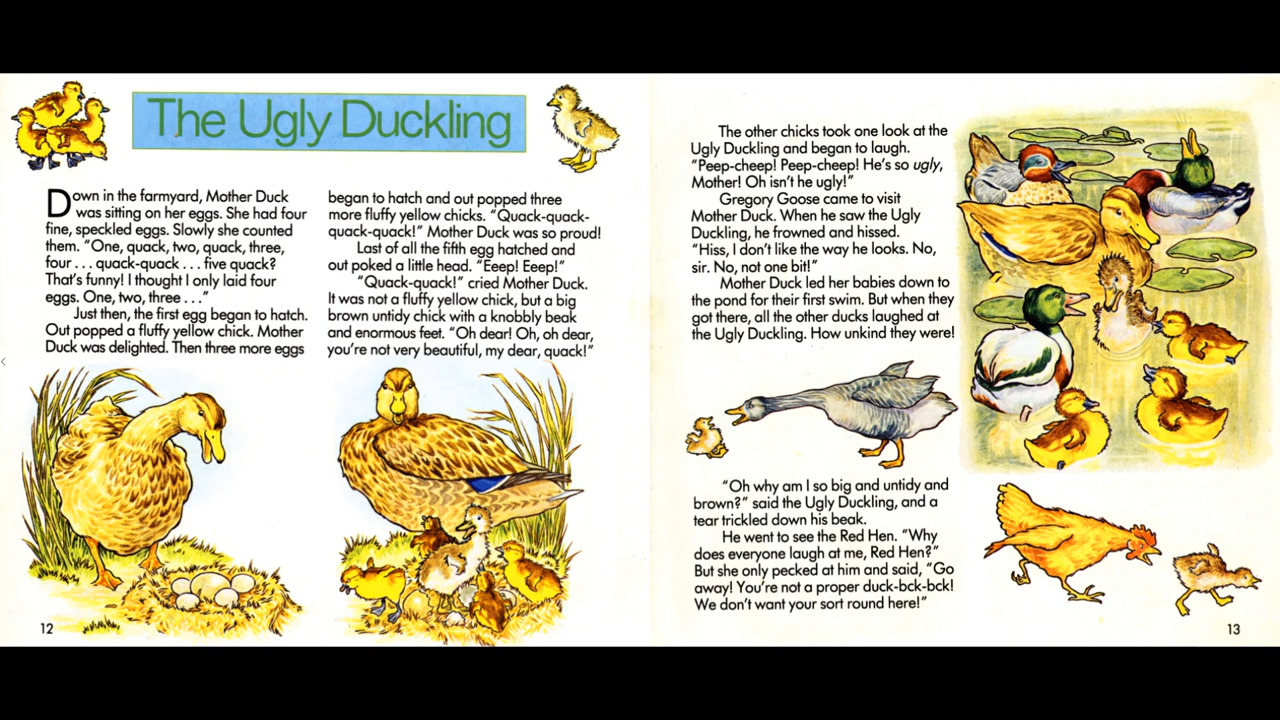 The Ugly Duckling
Down in the farmyard, Mother Duck
was sitting on her eggs. She had four
fine, speckled eggs. Slowly she counted
them. “One, quack, two, quack, three,
four . . . quack-quack . . . five quack?
That’s funny! I thought I only laid four
eggs. One, two, three . . .”
Just then, the first egg began to hatch.
Out popped a fluffy yellow chick. Mother
Duck was delighted. Then three more eggs
began to hatch and out popped three
more fluffy yellow chicks. “Quack-quack-
quack-quack!” Mother Duck was so proud!
Last of all the fifth egg hatched and
out poked a little head. “Eeep! Eeep!”
“Quack-quack!” cried Mother Duck.
It was not a fluffy yellow chick, but a big
brown untidy chick with a knobbly beak
and enormous feet. “Oh dear! Oh, oh dear,
you’re not very beautiful, my dear, quack!”
12
The other chicks took one look at the
Ugly Duckling and began to laugh.
“Peep-cheep! Peep-cheep! He’s so ugly,
Mother! Oh isn’t he ugly!”
Gregory Goose came to visit
Mother Duck. When he saw the Ugly
Duckling, he frowned and hissed.
“Hiss, I don’t like the way he looks. No,
sir. No, not one bit!”
Mother Duck led her babies down to
the pond for their first swim. But when they
got there, all the other ducks laughed at
the Ugly Duckling. How unkind they were!
“Oh why am I so big and untidy and
brown?” said the Ugly Duckling, and a
tear trickled down his beak.
He went to see the Red Hen. “Why
does everyone laugh at me, Red Hen?”
But she only pecked at him and said, “Go
away! You’re not a proper duck-bck-bck!
We don’t want your sort round here!”
13